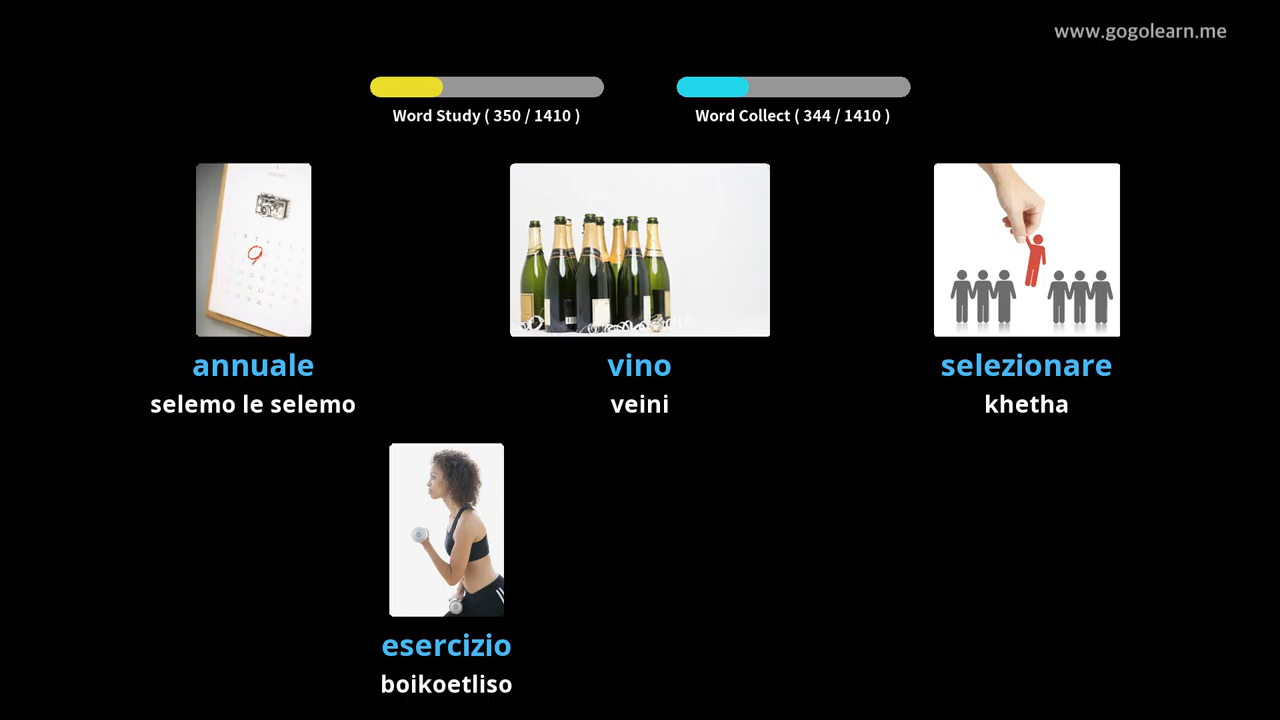 www.gogolearn.me
Word Study ( 350 / 1410 )
Word Collect ( 344 / 1410 )
annuale
vino
selezionare
selemo le selemo
veini
khetha
esercizio
boikoetliso